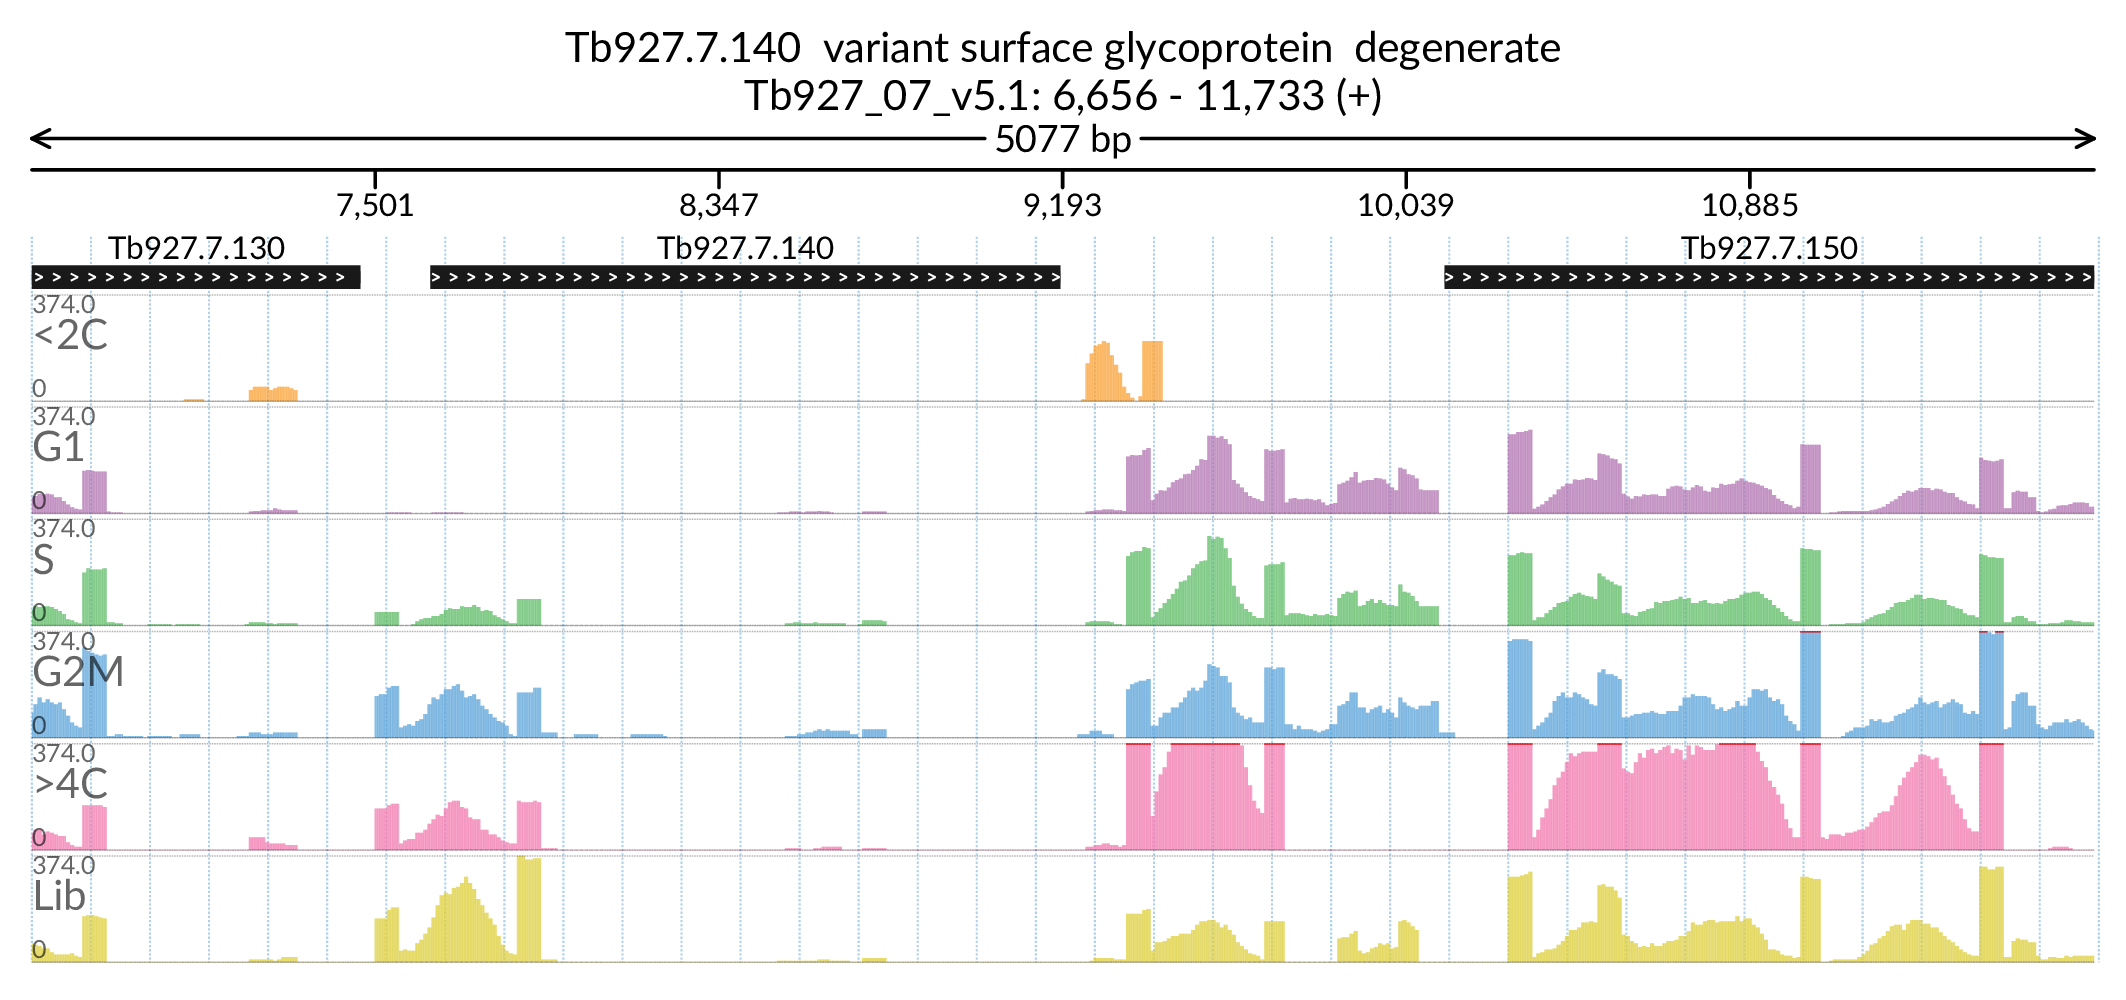 Tb927.7.140 variant surface glycoprotein degenerate
Tb927_07_v5.1: 6,656 - 11,733 (+)
5077 bp
7,501 8,347 9,193 10,039 10,885
Tb927.7.130 Tb927.7.140 Tb927.7.150
374.0
<2C
0
374.0
G1
0
374.0
S
0
374.0
G2M
0
374.0
>4C
0
374.0
Lib
0